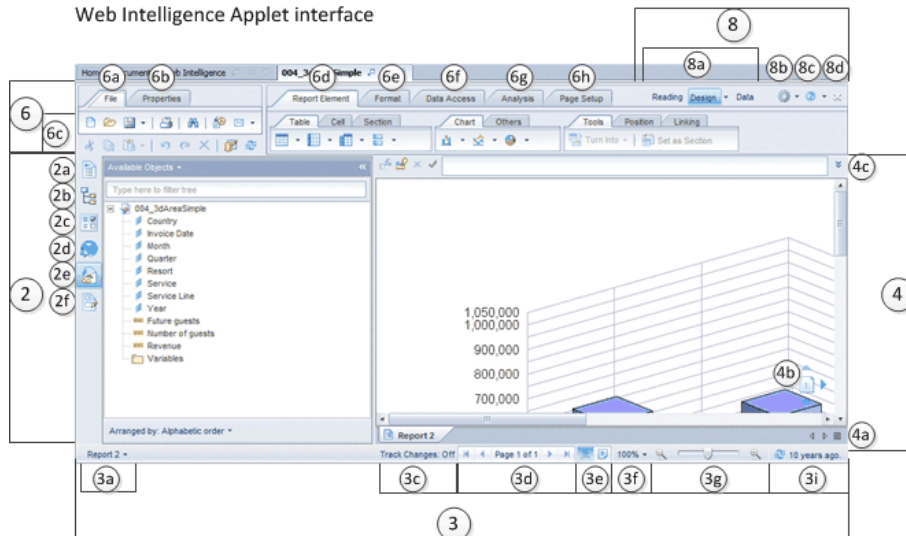 Web Intelligence Applet interface
8
8a 8b 8c 8d
6a 6b 6d 6e 6f 6g 6h
004_3 Simple
File Properties Report Element Format Data Access Analysis Page Setup Reading Design Data
6
6c
Table Cell Section Chart Others Tools Position Linking
Turn Into Set as Section
2a Available Objects 4c
2b Type here to filter tree
004_3dAreaSimple
2c Country
Invoice Date
2d Month
Quarter
2e Resort
Service
2 2f Service Line 4
Year
Future guests
Number of guests
Revenue
Variables
1,050,000
1,000,000
900,000
800,000
700,000
4b
Arranged by: Alphabetic order
Report 2 4a
Report 2 Track Changes: Off Page 1 of 1 100% 10 years ago.
3a 3c 3d 3e 3f 3g 3i
3